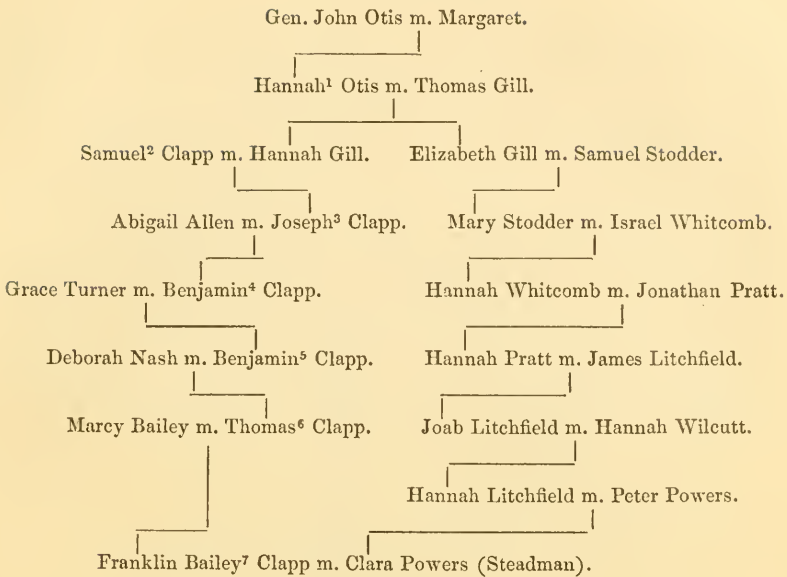 Gen. John Otis m. Margaret.
Hannah¹ Otis m. Thomas Gill.
Samuel² Clapp m. Hannah Gill. Elizabeth Gill m. Samuel Stodder.
Abigail Allen m. Joseph³ Clapp. Mary Stodder m. Israel Whitcomb.
Grace Turner m. Benjamin⁴ Clapp. Hannah Whitcomb m. Jonathan Pratt.
Deborah Nash m. Benjamin⁵ Clapp. Hannah Pratt m. James Litchfield.
Marcy Bailey m. Thomas⁶ Clapp. Joab Litchfield m. Hannah Wilcutt.
Hannah Litchfield m. Peter Powers.
Franklin Bailey⁷ Clapp m. Clara Powers (Steadman).